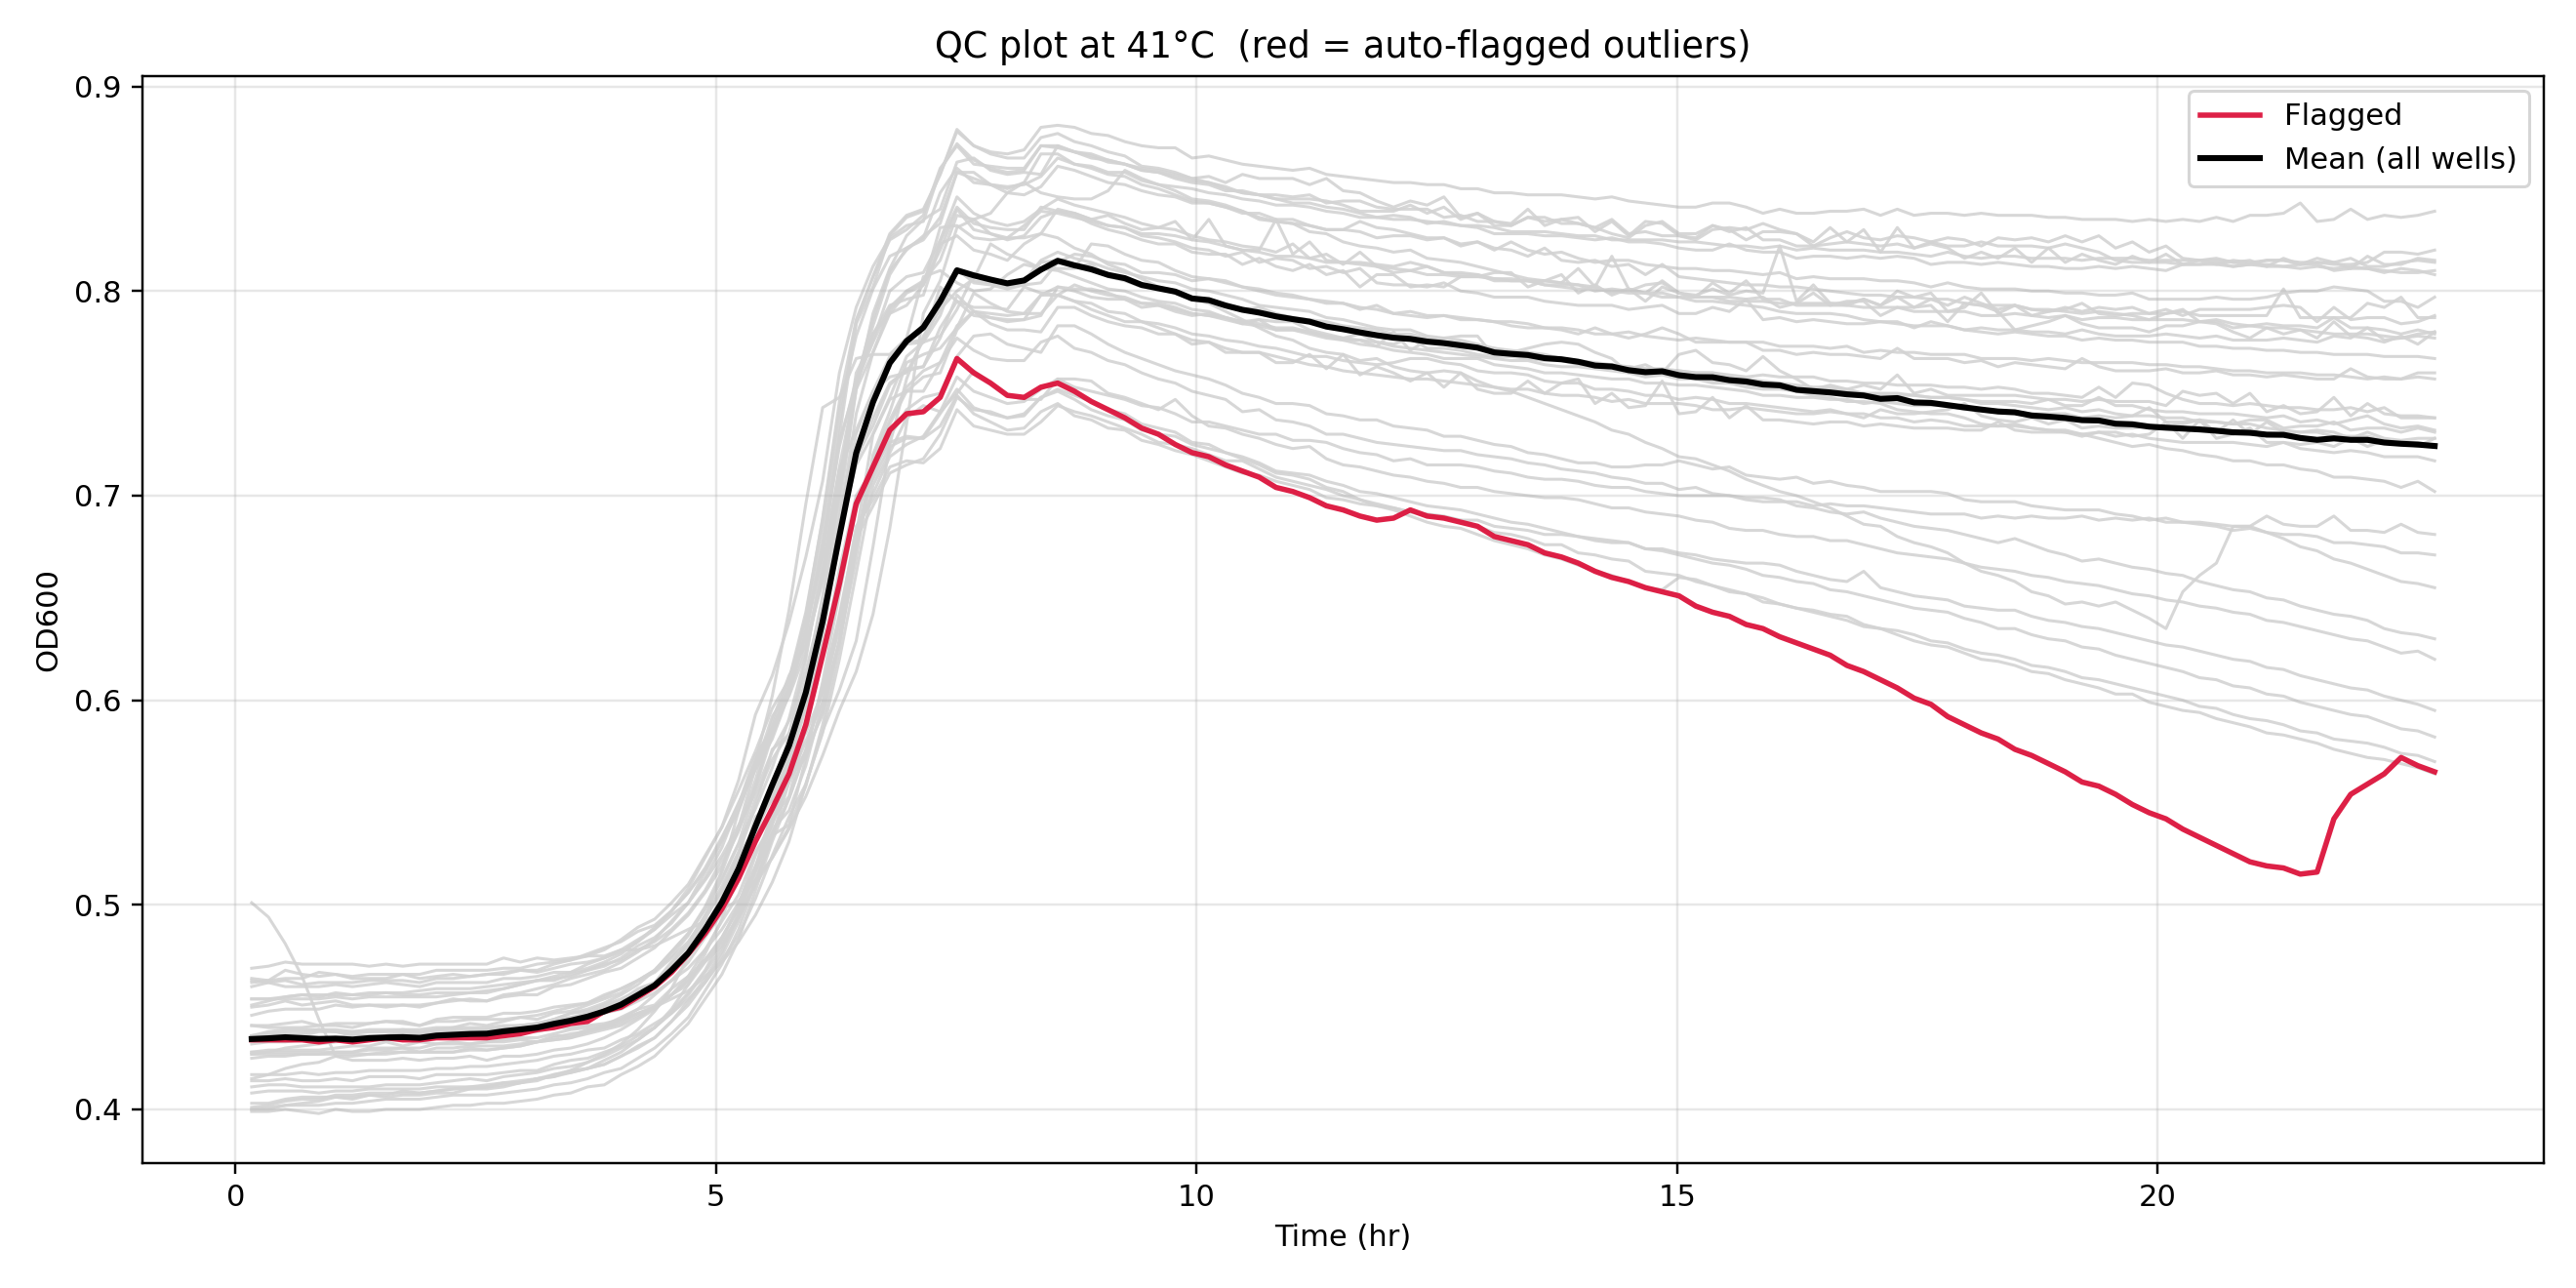 QC plot at 41°C  (red = auto-flagged outliers)
Flagged
Mean (all wells)
OD600
0.9
0.8
0.7
0.6
0.5
0.4
0 5 10 15 20
Time (hr)